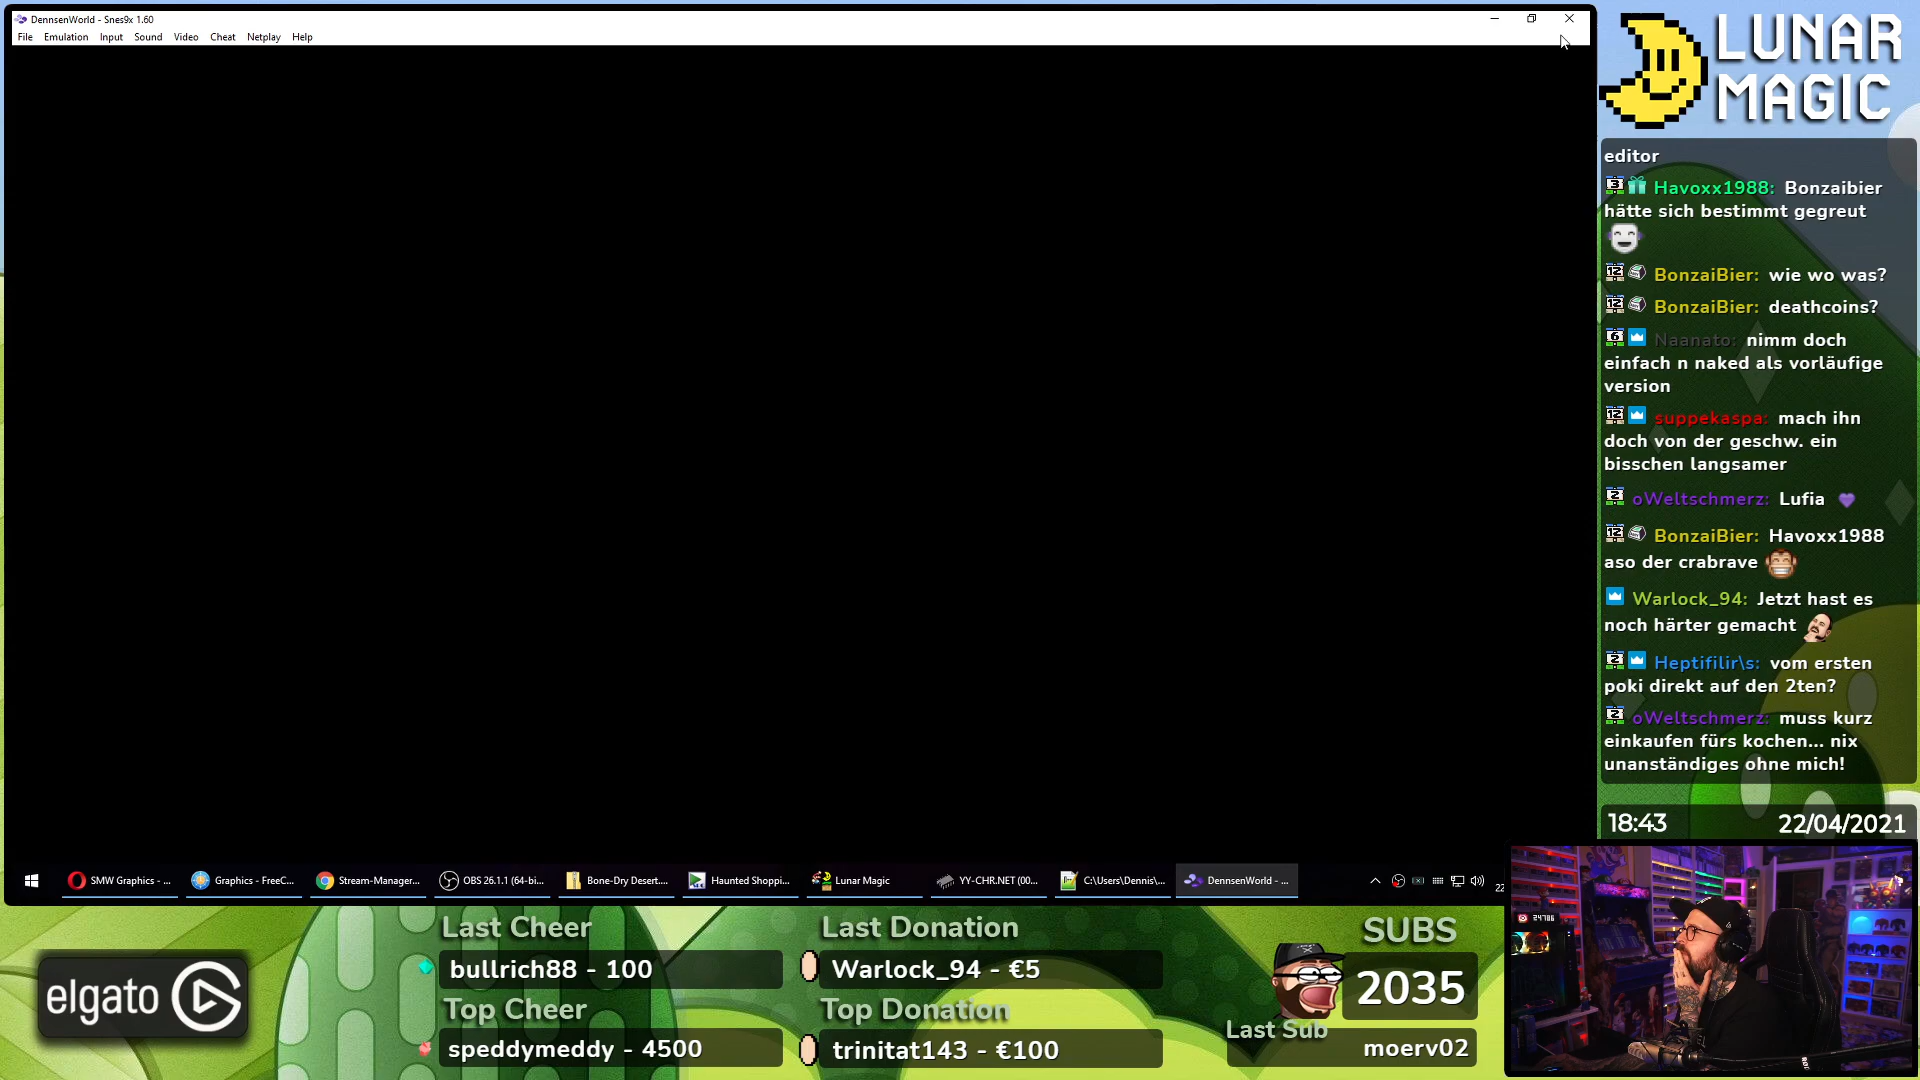 DennsenWorld - Snes9x 1.60
File Emulation Input Sound Video Cheat Netplay Help
LUNAR
MAGIC
editor
Havoxx1988: Bonzaibier
hätte sich bestimmt gegreut
BonzaiBier: wie wo was?
BonzaiBier: deathcoins?
Naanato: nimm doch
einfach n naked als vorläufige
version
suppekaspa: mach ihn
doch von der geschw. ein
bisschen langsamer
oWeltschmerz: Lufia
BonzaiBier: Havoxx1988
aso der crabrave
Warlock_94: Jetzt hast es
noch härter gemacht
Heptifilir\s: vom ersten
poki direkt auf den 2ten?
oWeltschmerz: muss kurz
einkaufen fürs kochen... nix
unanständiges ohne mich!
18:43 22/04/2021
SMW Graphics - ... Graphics - FreeC... Stream-Manager... OBS 26.1.1 (64-bi... Bone-Dry Desert.... Haunted Shoppi... Lunar Magic YY-CHR.NET (00... C:\Users\Dennis\... DennsenWorld - ...
22
24786
elgato
Last Cheer
bullrich88 - 100
Top Cheer
speddymeddy - 4500
Last Donation
Warlock_94 - €5
Top Donation
trinitat143 - €100
SUBS
2035
Last Sub
moerv02